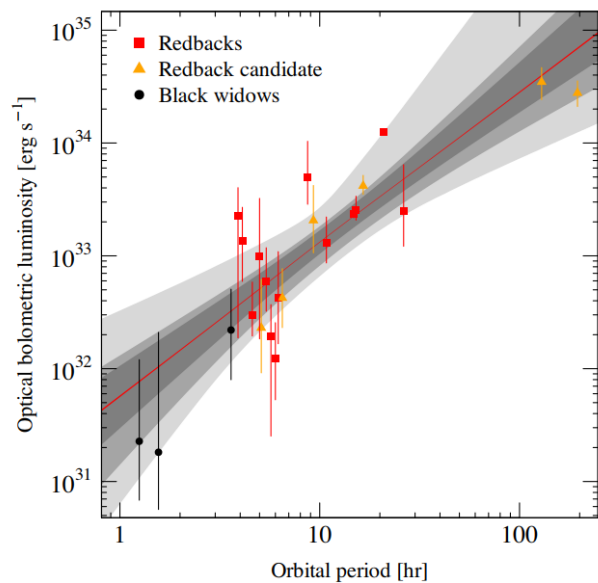 10^35
10^34
10^33
10^32
10^31
Optical bolometric luminosity [erg s^−1]
Redbacks
Redback candidate
Black widows
1
10
100
Orbital period [hr]